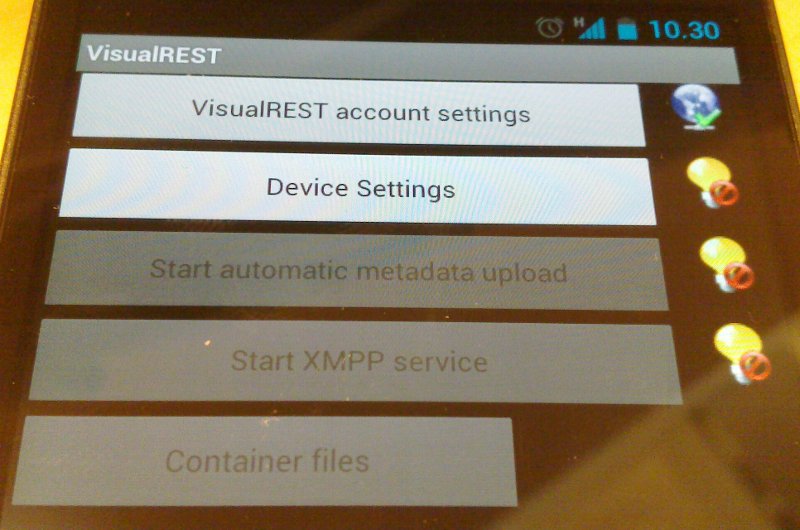 H 10.30
VisualREST
VisualREST account settings
Device Settings
Start automatic metadata upload
Start XMPP service
Container files